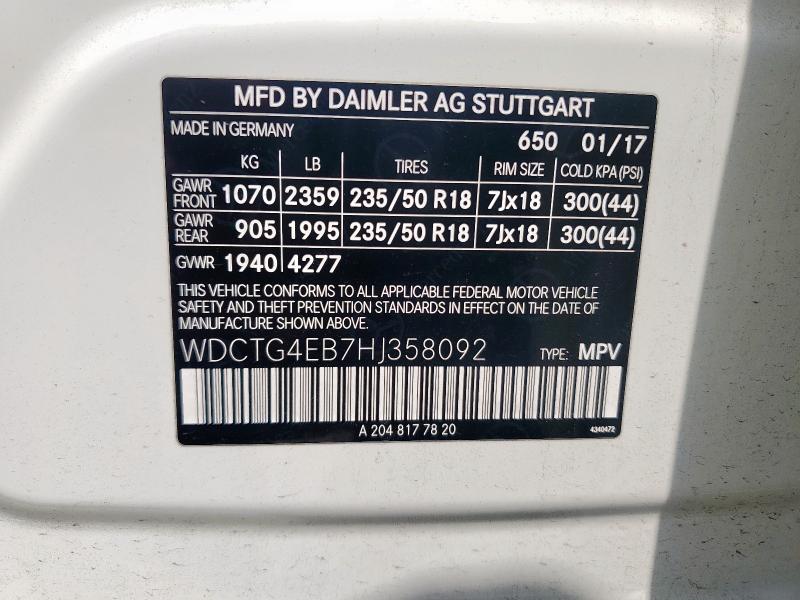 MFD BY DAIMLER AG STUTTGART
MADE IN GERMANY 650 01/17
KG LB TIRES RIM SIZE COLD KPA (PSI)
GAWR FRONT 1070 2359 235/50 R18 7Jx18 300(44)
GAWR REAR 905 1995 235/50 R18 7Jx18 300(44)
GVWR 1940 4277
THIS VEHICLE CONFORMS TO ALL APPLICABLE FEDERAL MOTOR VEHICLE
SAFETY AND THEFT PREVENTION STANDARDS IN EFFECT ON THE DATE OF
MANUFACTURE SHOWN ABOVE.
WDCTG4EB7HJ358092 TYPE: MPV
A 204 817 78 20 4340472